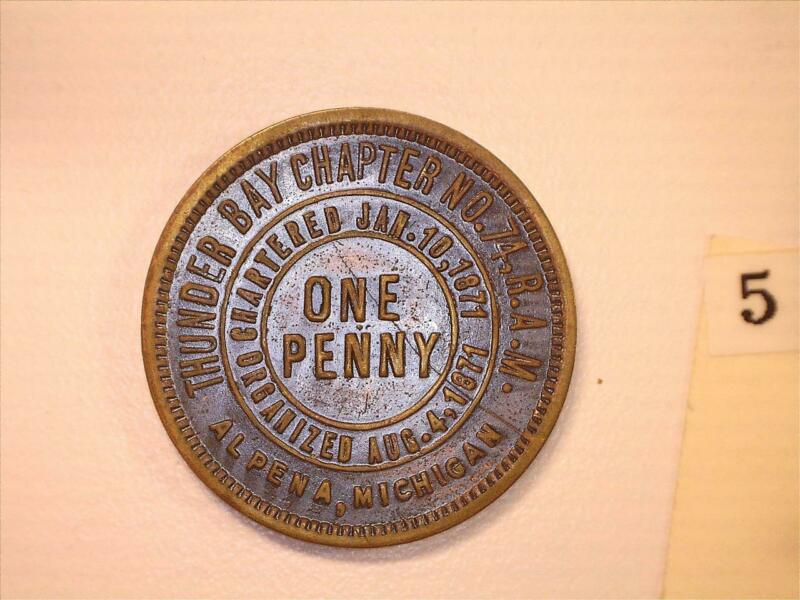 THUNDER BAY CHAPTER NO. 74, R.A.M.
ALPENA, MICHIGAN
CHARTERED JAN. 10, 1871
ORGANIZED AUG. 4, 1871
ONE
PENNY
5